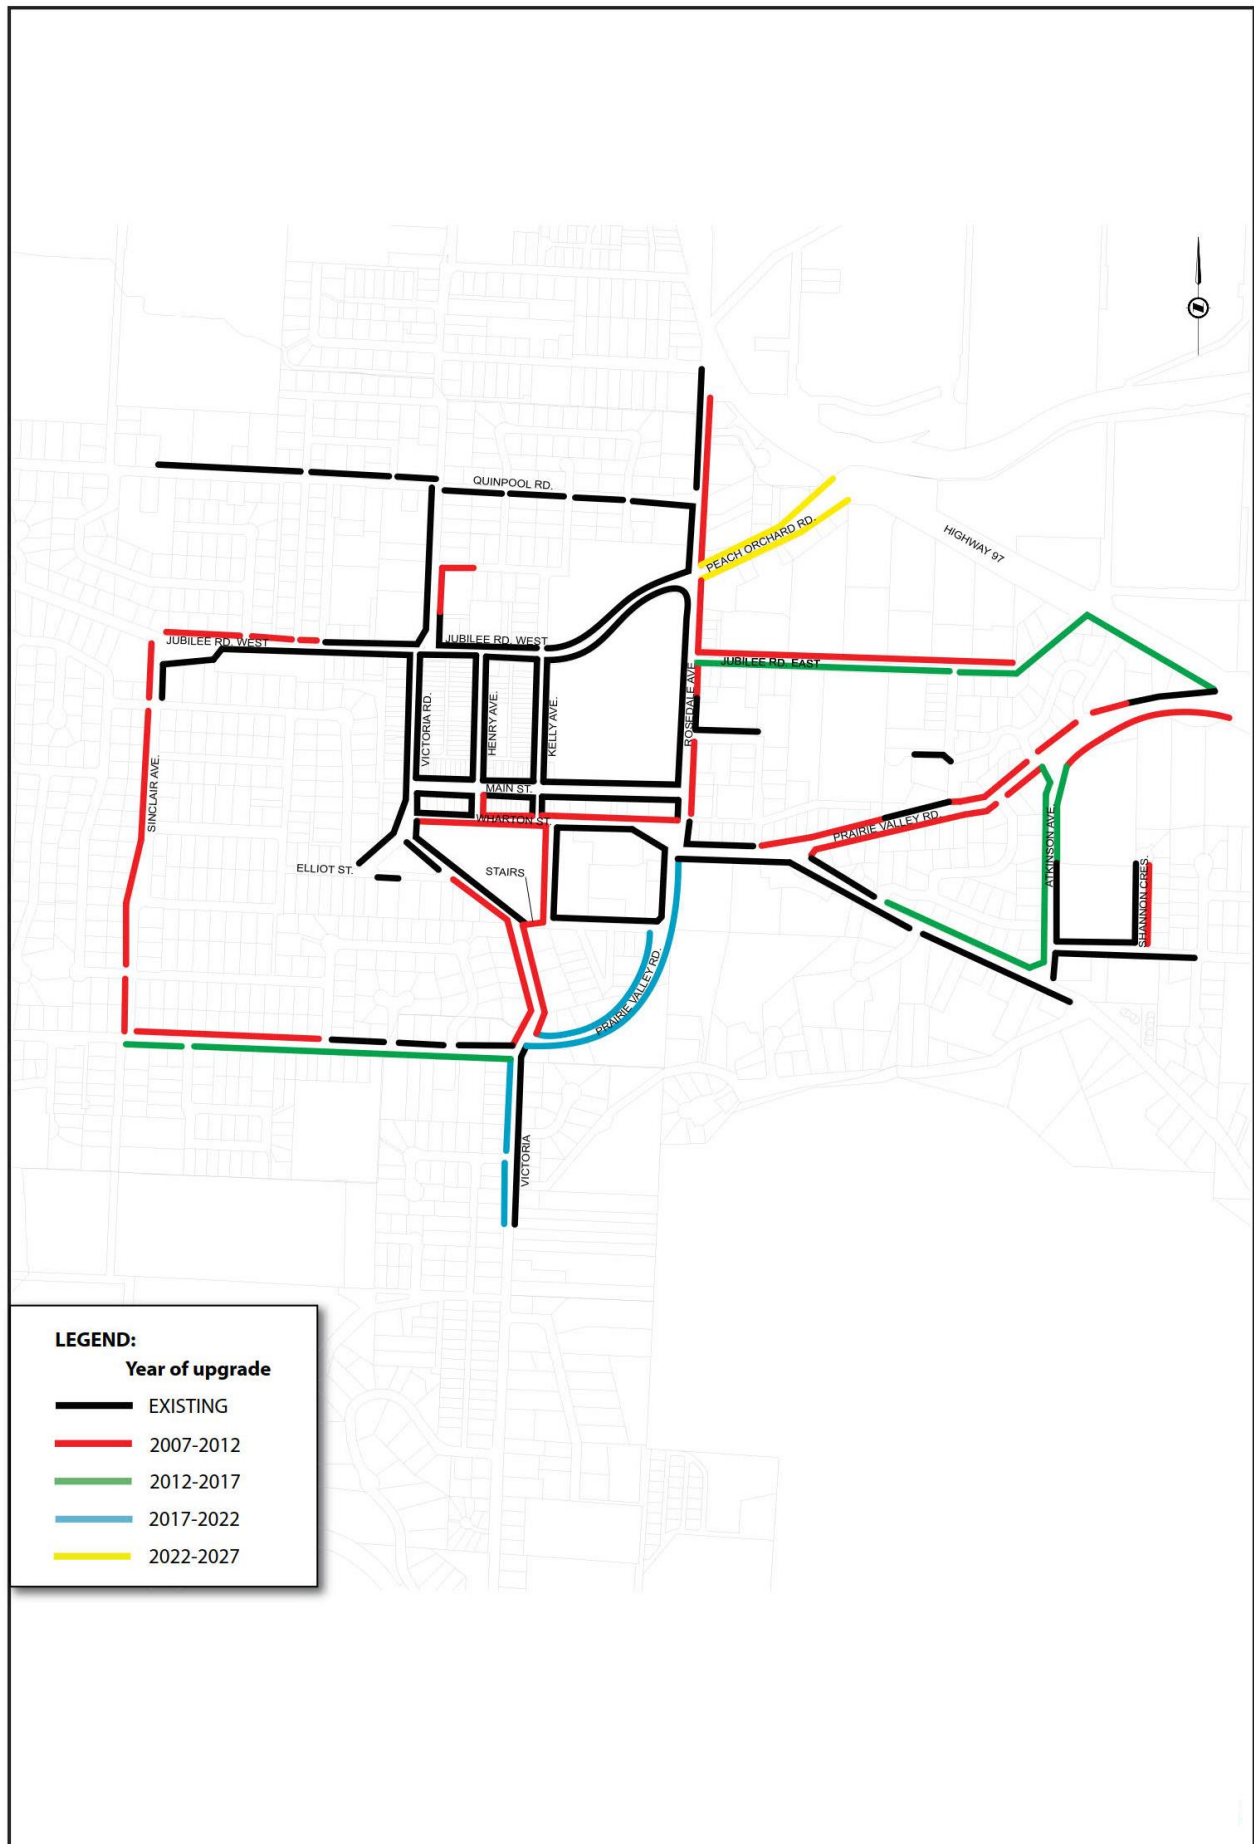 QUINPOOL RD.
PEACH ORCHARD RD.
HIGHWAY 97
JUBILEE RD. WEST
JUBILEE RD. WEST
JUBILEE RD. EAST
ROSEDALE AVE
VICTORIA RD.
HENRY AVE.
KELLY AVE.
SINCLAIR AVE.
MAIN ST.
WHARTON ST.
PRAIRIE VALLEY RD.
ELLIOT ST.
STAIRS
ATKINSON AVE.
SHANNON CRES.
PRAIRIE VALLEY RD.
VICTORIA
LEGEND:
Year of upgrade
EXISTING
2007-2012
2012-2017
2017-2022
2022-2027